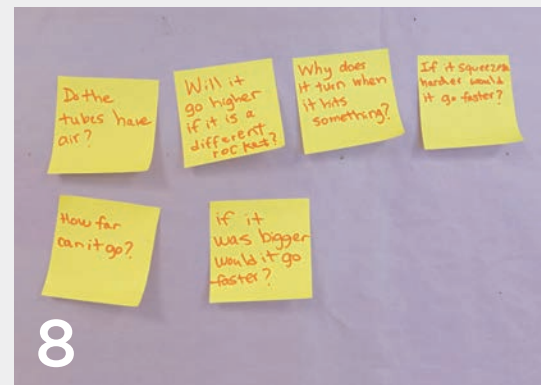 Do the
tubes have
air?
Will it
go higher
if it is a
different
rocket?
Why does
it turn when
it hits
something?
If it squeezed
harder would
it go faster?
How far
can it go?
if it
was bigger
would it go
faster?
8